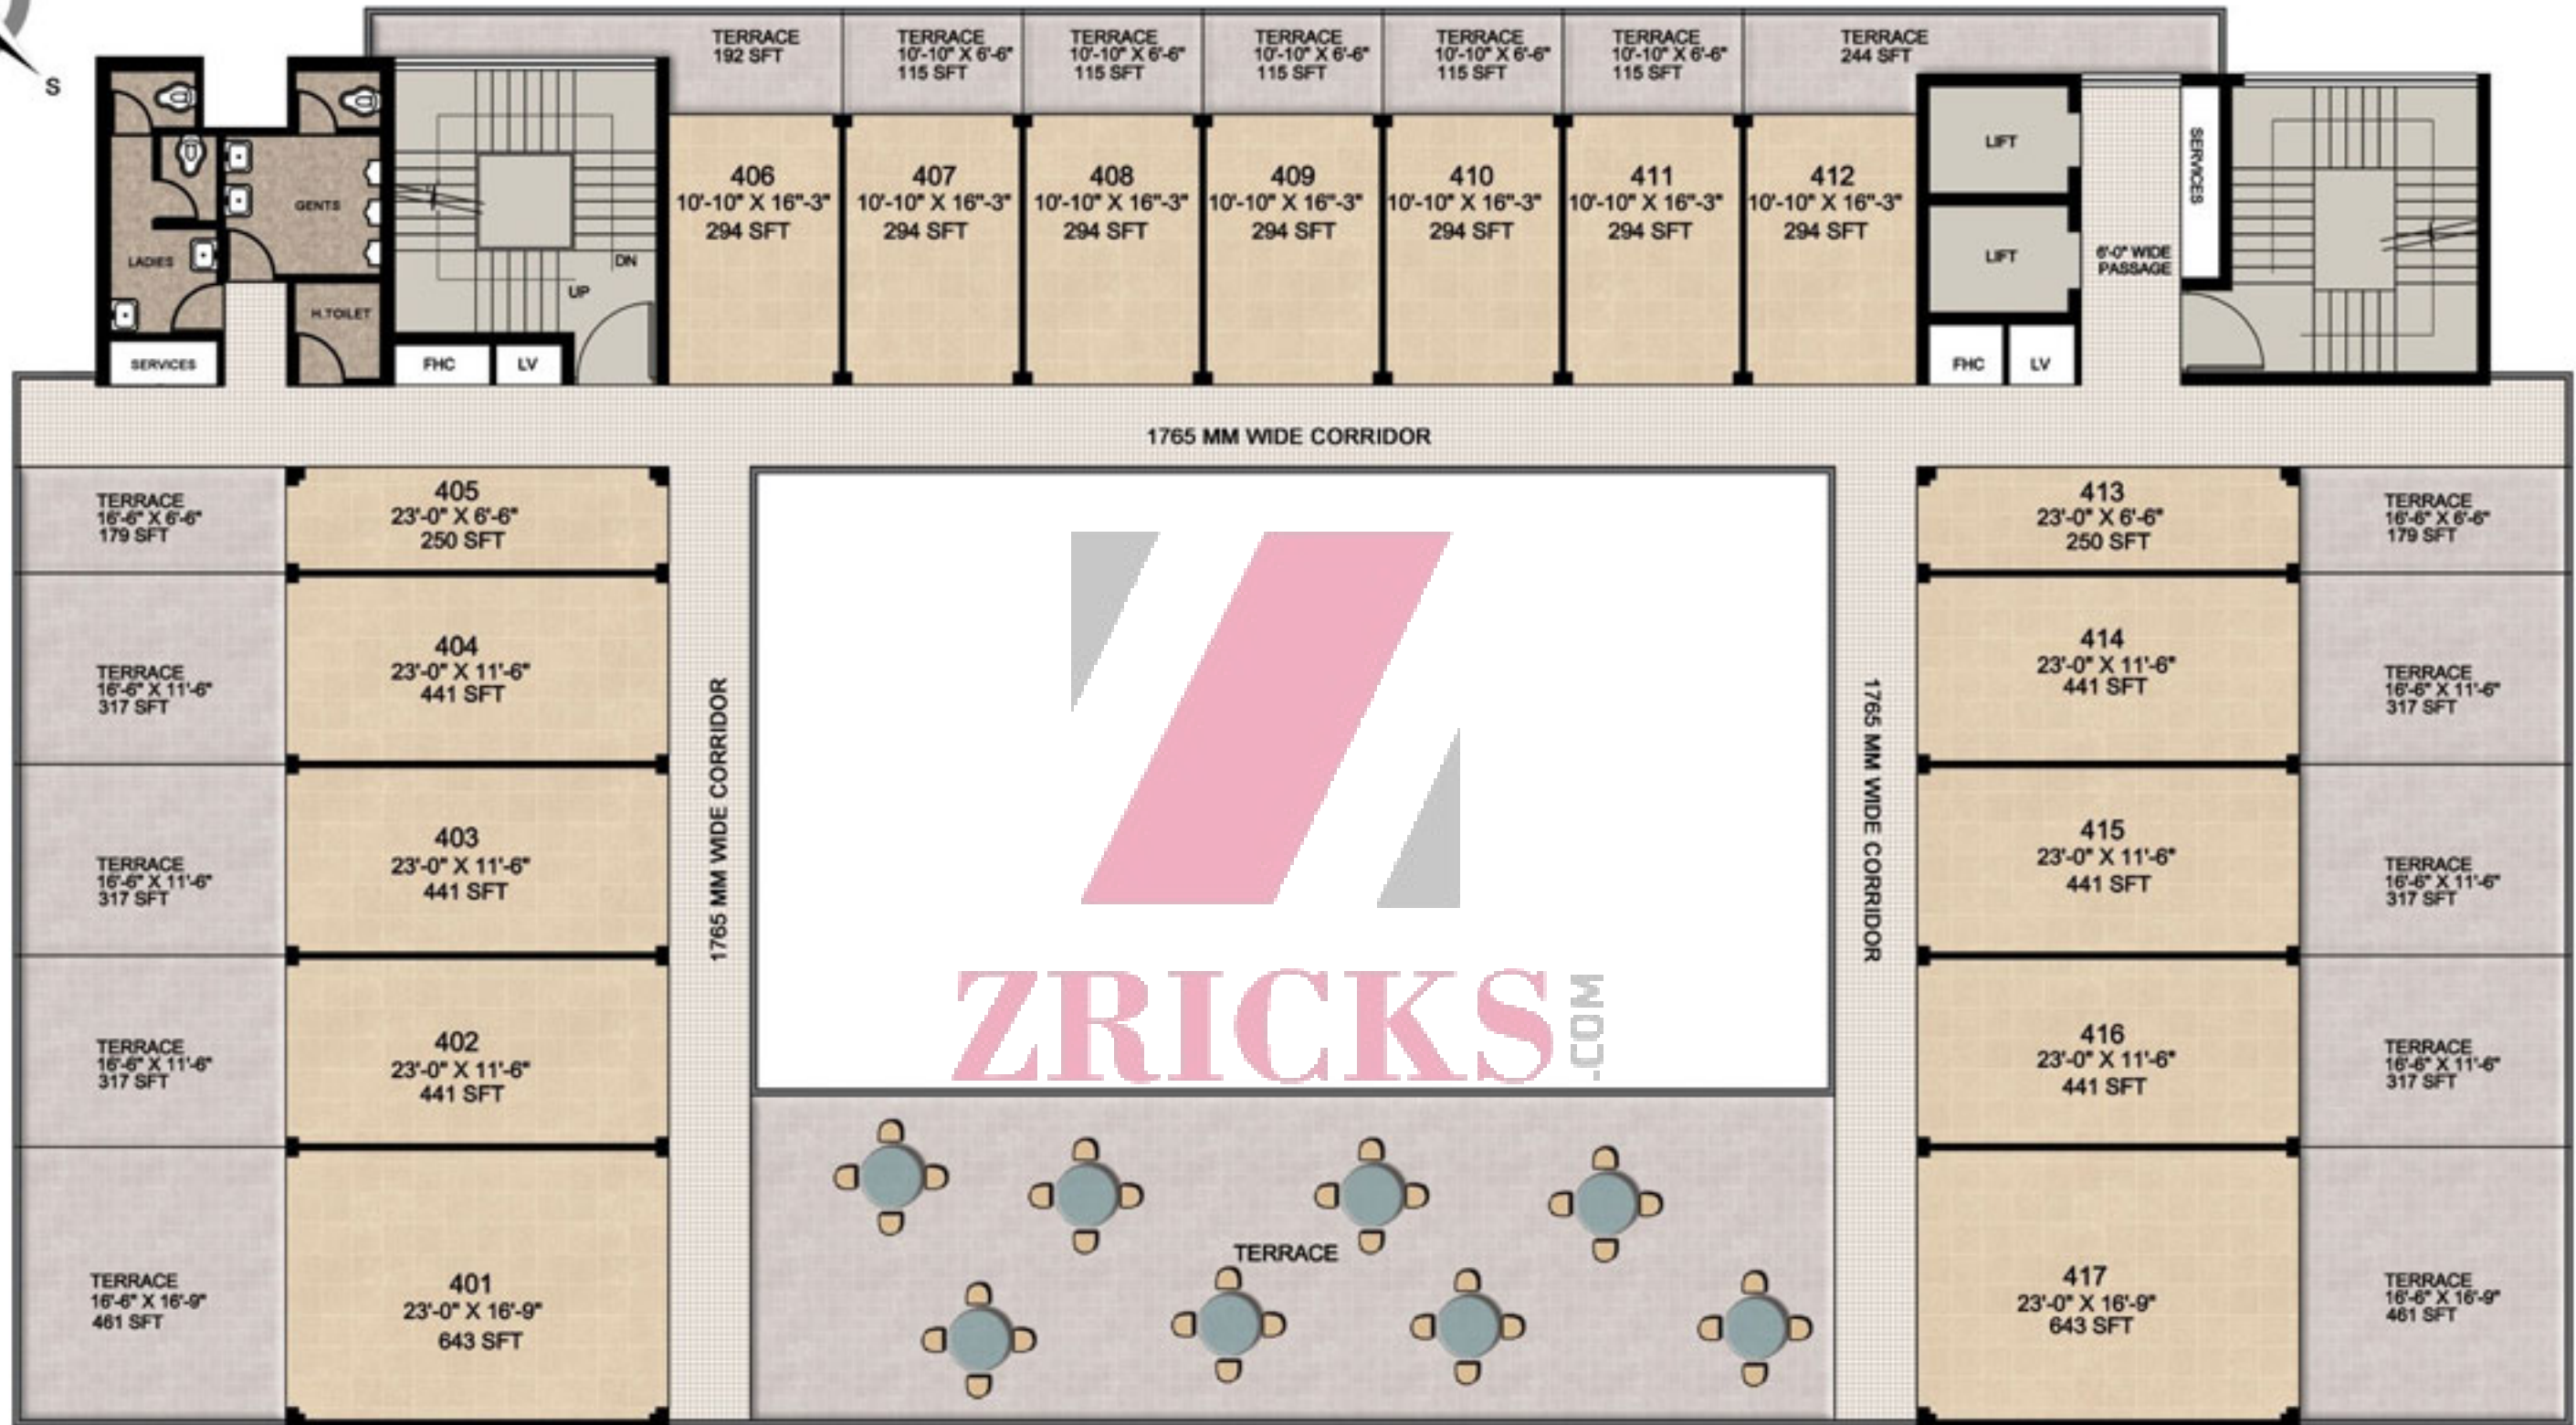 S
TERRACE
192 SFT
TERRACE
10'-10" X 6'-6"
115 SFT
TERRACE
10'-10" X 6'-6"
115 SFT
TERRACE
10'-10" X 6'-6"
115 SFT
TERRACE
10'-10" X 6'-6"
115 SFT
TERRACE
10'-10" X 6'-6"
115 SFT
TERRACE
244 SFT
LADIES
GENTS
H.TOILET
SERVICES
FHC
LV
UP
DN
406
10'-10" X 16"-3"
294 SFT
407
10'-10" X 16"-3"
294 SFT
408
10'-10" X 16"-3"
294 SFT
409
10'-10" X 16"-3"
294 SFT
410
10'-10" X 16"-3"
294 SFT
411
10'-10" X 16"-3"
294 SFT
412
10'-10" X 16"-3"
294 SFT
LIFT
LIFT
FHC
LV
6'-0" WIDE
PASSAGE
SERVICES
1765 MM WIDE CORRIDOR
TERRACE
16'-6" X 6'-6"
179 SFT
405
23'-0" X 6'-6"
250 SFT
TERRACE
16'-6" X 11'-6"
317 SFT
404
23'-0" X 11'-6"
441 SFT
TERRACE
16'-6" X 11'-6"
317 SFT
403
23'-0" X 11'-6"
441 SFT
TERRACE
16'-6" X 11'-6"
317 SFT
402
23'-0" X 11'-6"
441 SFT
TERRACE
16'-6" X 16'-9"
461 SFT
401
23'-0" X 16'-9"
643 SFT
1765 MM WIDE CORRIDOR
ZRICKS.COM
TERRACE
1765 MM WIDE CORRIDOR
413
23'-0" X 6'-6"
250 SFT
TERRACE
16'-6" X 6'-6"
179 SFT
414
23'-0" X 11'-6"
441 SFT
TERRACE
16'-6" X 11'-6"
317 SFT
415
23'-0" X 11'-6"
441 SFT
TERRACE
16'-6" X 11'-6"
317 SFT
416
23'-0" X 11'-6"
441 SFT
TERRACE
16'-6" X 11'-6"
317 SFT
417
23'-0" X 16'-9"
643 SFT
TERRACE
16'-6" X 16'-9"
461 SFT